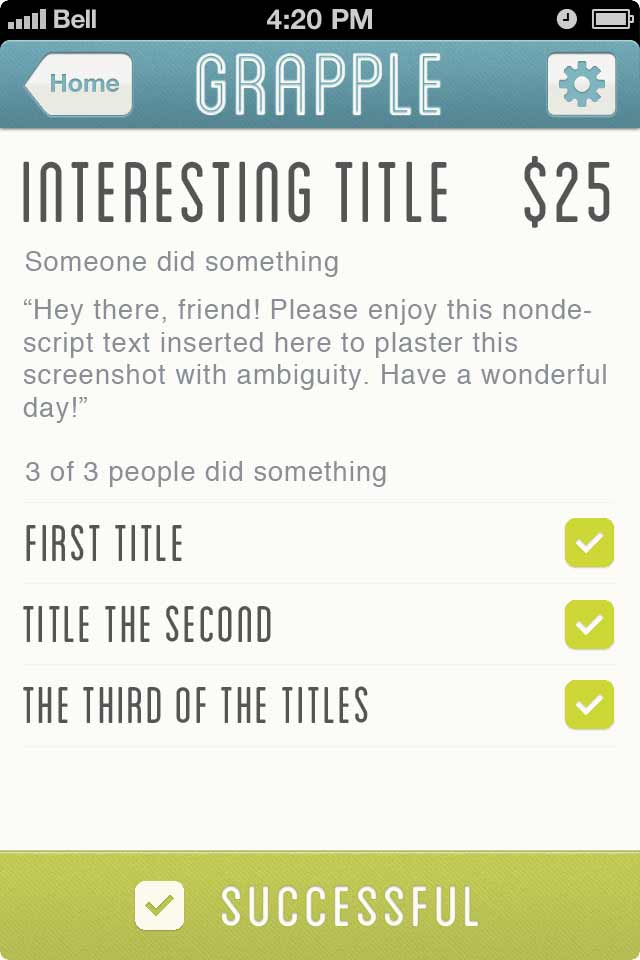 Bell 4:20 PM
Home GRAPPLE
INTERESTING TITLE $25
Someone did something
“Hey there, friend! Please enjoy this nonde-
script text inserted here to plaster this
screenshot with ambiguity. Have a wonderful
day!”
3 of 3 people did something
FIRST TITLE
TITLE THE SECOND
THE THIRD OF THE TITLES
SUCCESSFUL